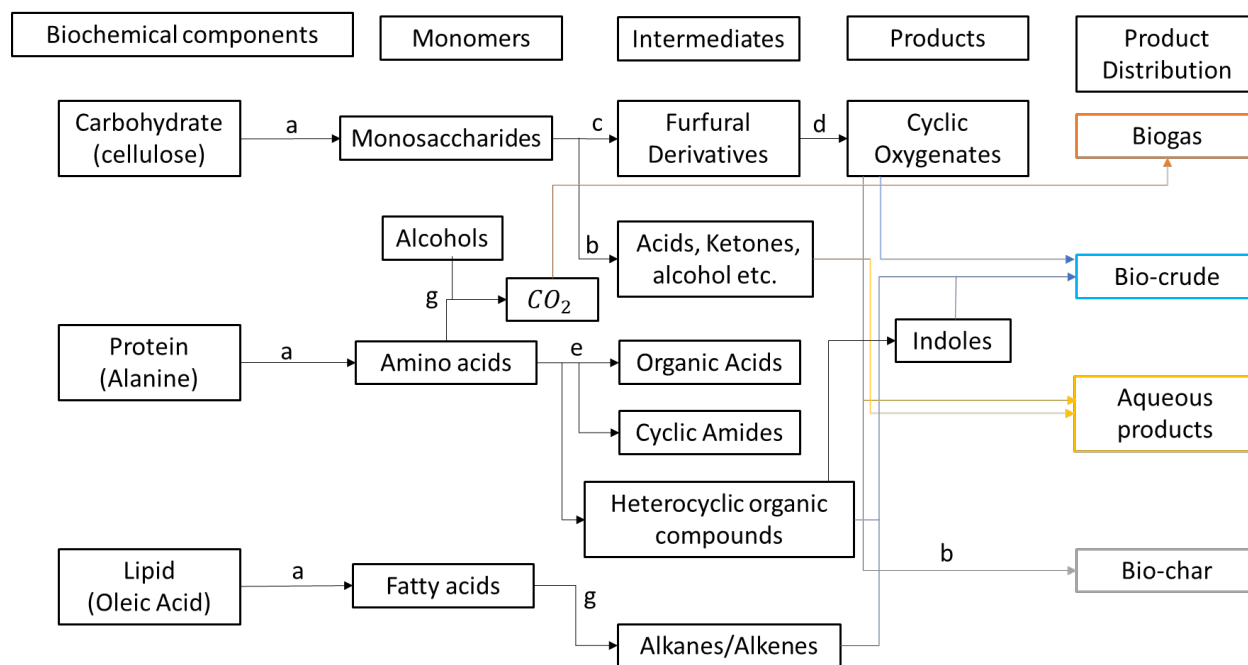 Biochemical components
Monomers
Intermediates
Products
Product
Distribution
Carbohydrate
(cellulose)
a
Monosaccharides
c
Furfural
Derivatives
d
Cyclic
Oxygenates
Biogas
Alcohols
b
Acids, Ketones,
alcohol etc.
g
CO₂
Bio-crude
Protein
(Alanine)
a
Amino acids
e
Organic Acids
Indoles
Cyclic Amides
Aqueous
products
Heterocyclic organic
compounds
Lipid
(Oleic Acid)
a
Fatty acids
g
Alkanes/Alkenes
b
Bio-char